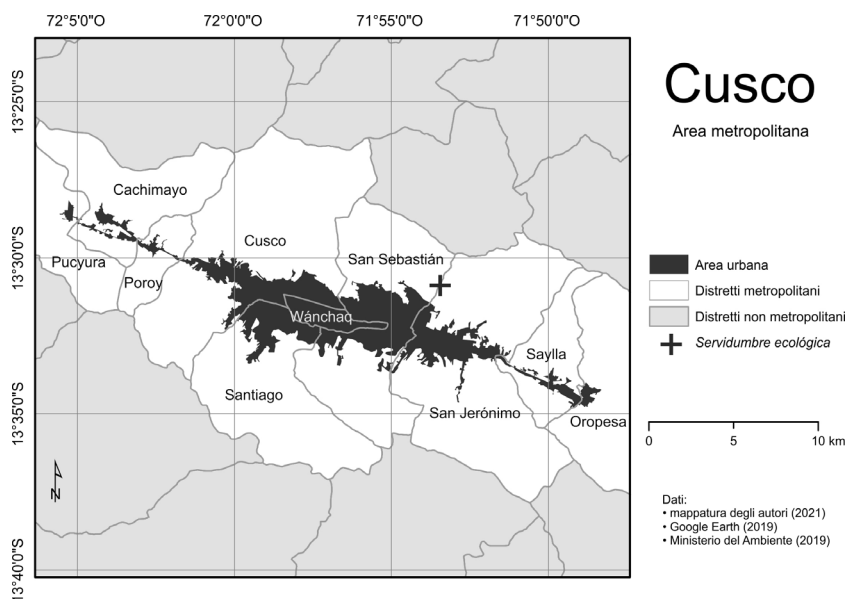 72°5'0"O
72°0'0"O
71°55'0"O
71°50'0"O
13°25'0"S
13°30'0"S
13°35'0"S
13°40'0"S
Cachimayo
Cusco
San Sebastián
Pucyura
Poroy
Wánchaq
Saylla
Santiago
San Jerónimo
Oropesa
N
Cusco
Area metropolitana
Area urbana
Distretti metropolitani
Distretti non metropolitani
Servidumbre ecológica
0 5 10 km
Dati:
• mappatura degli autori (2021)
• Google Earth (2019)
• Ministerio del Ambiente (2019)